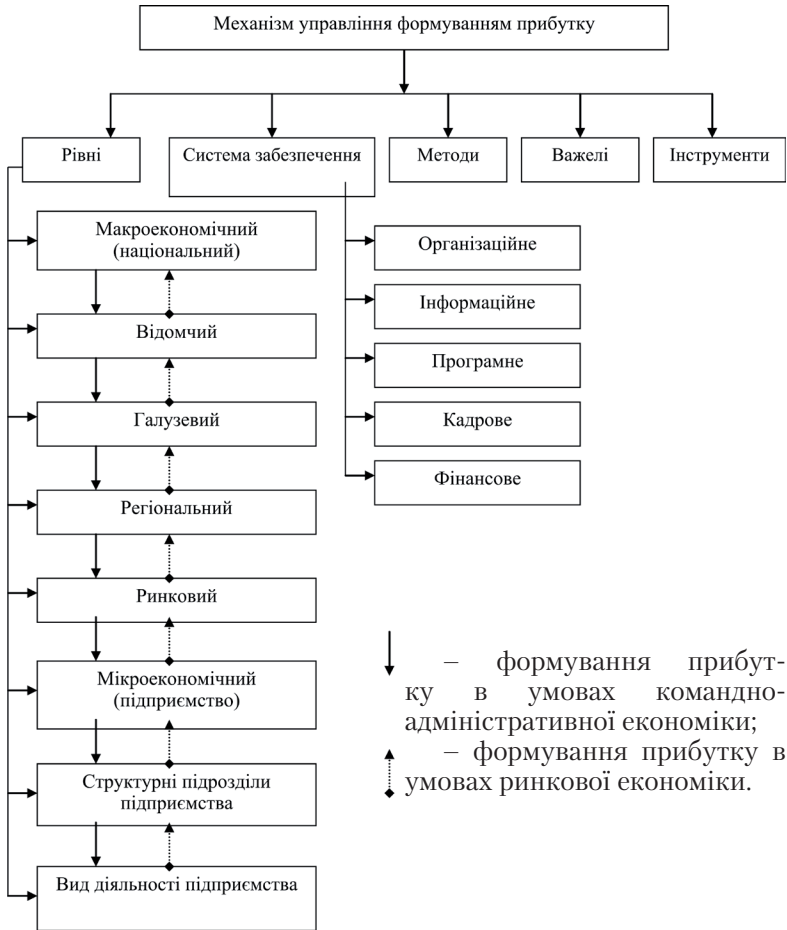 Механізм управління формуванням прибутку
Рівні
Система забезпечення
Методи
Важелі
Інструменти
Макроекономічний
(національний)
Відомчий
Галузевий
Регіональний
Ринковий
Мікроекономічний
(підприємство)
Структурні підрозділи
підприємства
Вид діяльності підприємства
Організаційне
Інформаційне
Програмне
Кадрове
Фінансове
– формування прибут-
ку в умовах командно-
адміністративної економіки;
– формування прибутку в
умовах ринкової економіки.